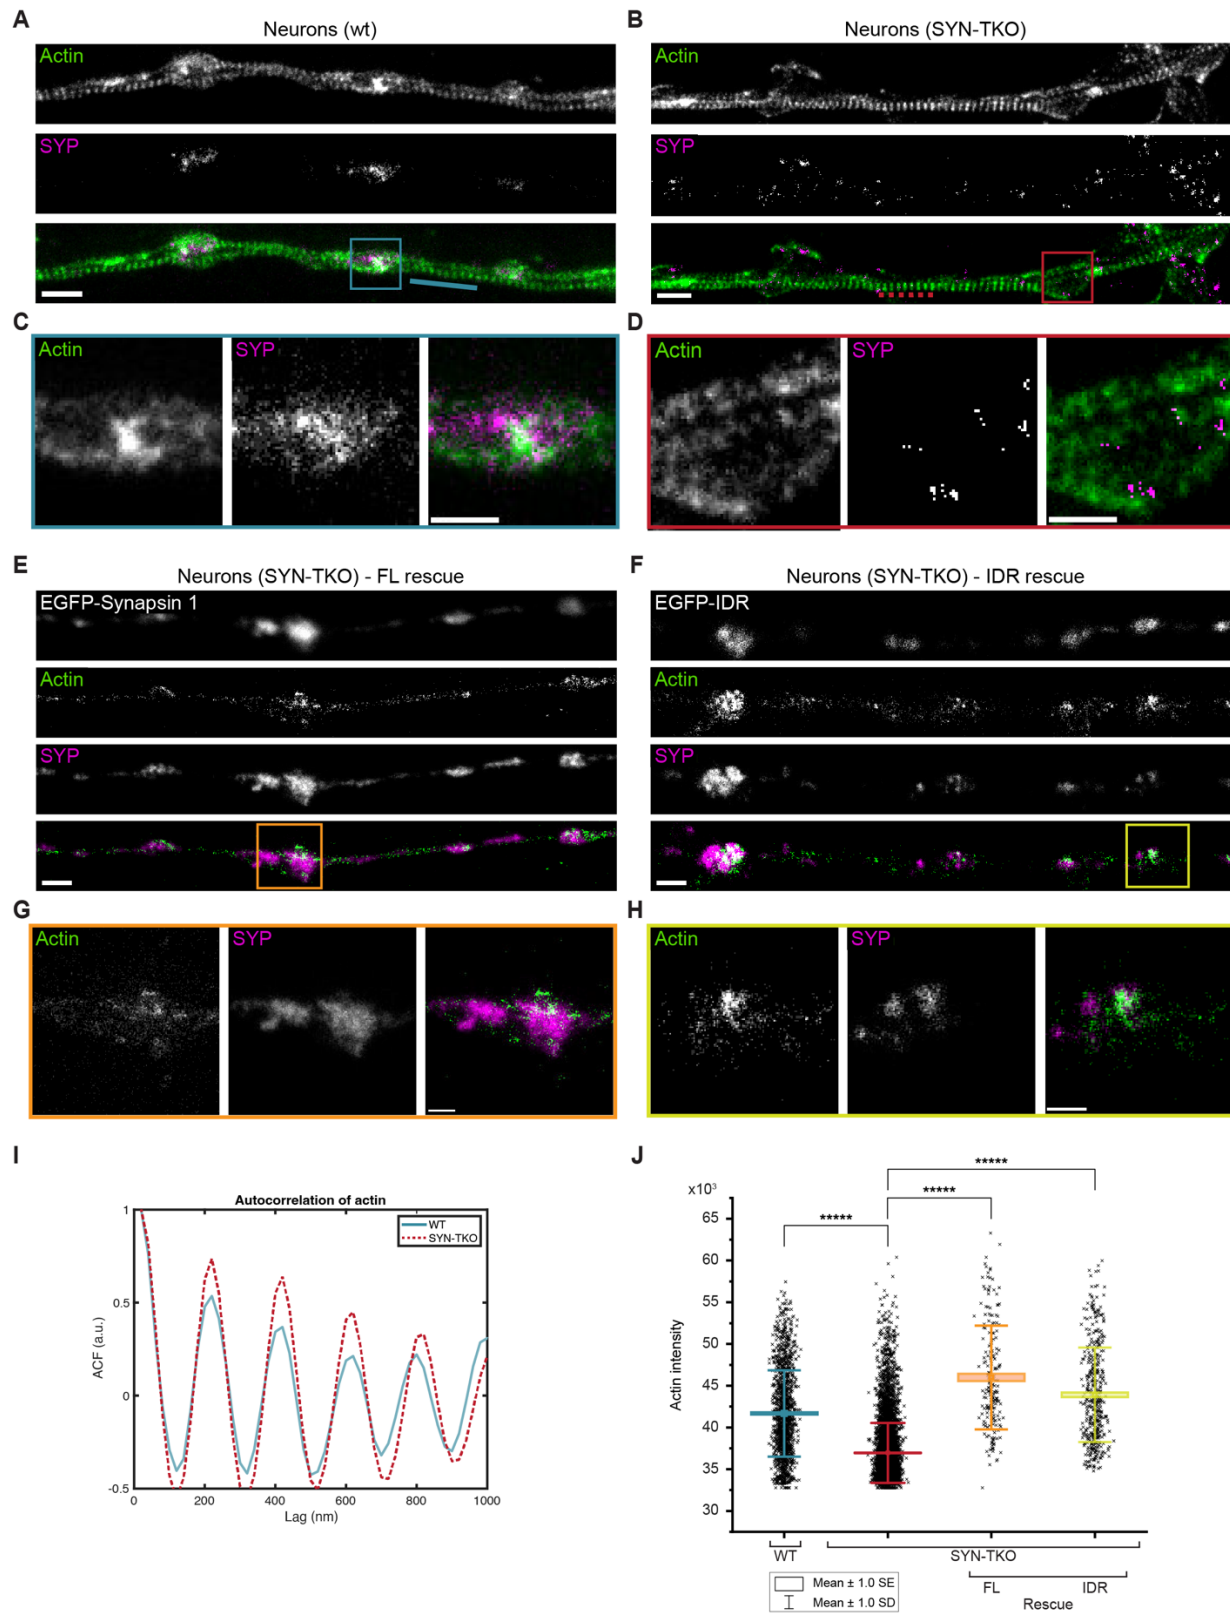 A
Neurons (wt)
Actin
SYP
B
Neurons (SYN-TKO)
Actin
SYP
C
Actin
SYP
D
Actin
SYP
E
Neurons (SYN-TKO) - FL rescue
EGFP-Synapsin 1
Actin
SYP
F
Neurons (SYN-TKO) - IDR rescue
EGFP-IDR
Actin
SYP
G
Actin
SYP
H
Actin
SYP
I
Autocorrelation of actin
WT
SYN-TKO
1
0.5
0
-0.5
ACF (a.u.)
0 200 400 600 800 1000
Lag (nm)
J
x10³
*****
*****
*****
65
60
55
50
45
40
35
30
Actin intensity
WT
SYN-TKO
FL IDR
Rescue
Mean ± 1.0 SE
Mean ± 1.0 SD